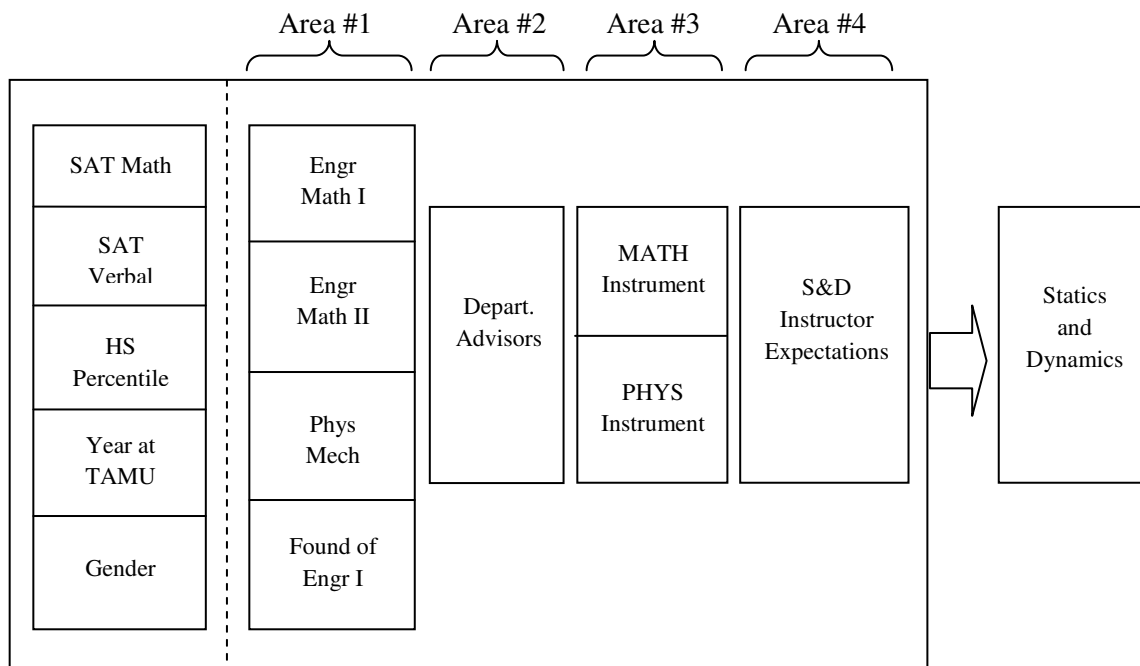 Area #1
Area #2
Area #3
Area #4
SAT Math
SAT
Verbal
HS
Percentile
Year at
TAMU
Gender
Engr
Math I
Engr
Math II
Phys
Mech
Found of
Engr I
Depart.
Advisors
MATH
Instrument
PHYS
Instrument
S&D
Instructor
Expectations
Statics
and
Dynamics